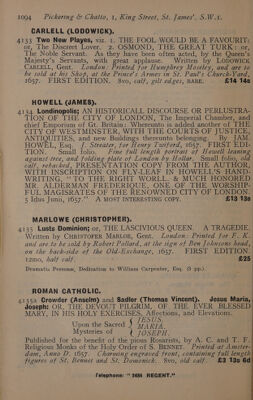 1094 Pickering & Chatto, 1, King Street, St. James', S.W.1.
CARLELL (LODOWICK).
4133 Two New Playes, viz. 1. THE FOOL WOULD BE A FAVOURIT:
or, The Discreet Lover. 2. OSMOND, THE GREAT TURK: or,
The Noble Servant. As they have been often acted, by the Queen's
Majesty's Servants, with great applause. Written by LODOWICK
CARLELL, Gent. London: Printed for Humphrey Moseley, and are to
be sold at his Shop, at the Prince's Armes in St. Paul's Church-Yard,
1657. FIRST EDITION. 8vo, calf, gilt edges, RARE. £14 14s
HOWELL (JAMES).
4134 Londinopolis; AN HISTORICALL DISCOURSE OR PERLUSTRA-
TION OF THE CITY OF LONDON, The Imperial Chamber, and
chief Emporium of Gt. Britain: Whereunto is added another of THE
CITY OF WESTMINSTER, WITH THE COURTS OF JUSTICE,
ANTIQUITIES, and new Buildings thereunto belonging. By JAM.
HOWEL, Esq. J. Streater, for Henry Twiford, 1657. FIRST EDI-
TION. Small folio. Fine full length portrait of Howell leaning
against tree, and folding plate of London by Hollar. Small folio, old
calf, rebacked, PRESENTATION COPY FROM THE AUTHOR,
WITH INSCRIPTION ON FLY-LEAF IN HOWELL'S HAND-
WRITING, "TO THE RIGHT WORLL. & MUCH HONORED
MR. ALDERMAN FREDERIQUE, ONE OF THE WORSHIP-
FUL MAGISRATES OF THE RENOWNED CITY OF LONDON.
5 Idus Junii, 1657." A MOST INTERESTING COPY. £13 13s
MARLOWE (CHRISTOPHER).
4135 Lusts Dominion; or, THE LASCIVIOUS QUEEN. A TRAGEDIE.
Written by CHRISTOFER MARLOE, Gent. London: Printed for F. K.
and are to be sold by Robert Pollard, at the sign of Ben Johnsons head,
on the back-side of the Old-Exchange, 1657. FIRST EDITION.
12mo, half calf. £25
Dramatis Personae, Dedication to William Carpenter, Esq. (3 pp.)
ROMAN CATHOLIC.
4135A Crowder (Anselm) and Sadler (Thomas Vincent). Jesus Maria,
Joseph: OR, THE DEVOUT PILGRIM, OF THE EVER BLESSED
MARY, IN HIS HOLY EXERCISES, Affections, and Elevations.
Upon the Sacred { JESUS.
Mysteries of MARIA.
JOSEPH.
Published for the benefit of the pious Rosarists, by A. C. and T. F.
Religious Monks of the Holy Order of S. BENNET. Printed at Amster-
dam, Anno D. 1657. Charming engraved front, containing full length
figures of St. Bennet and St. Domenick. 8vo, old calf. £3 13s 6d
Telephone: "3684 REGENT."